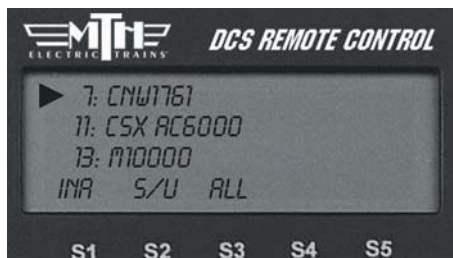 MTH
ELECTRIC TRAINS
DCS REMOTE CONTROL
7: CNW1761
11: CSX AC6000
13: M10000
INA S/U ALL
S1 S2 S3 S4 S5